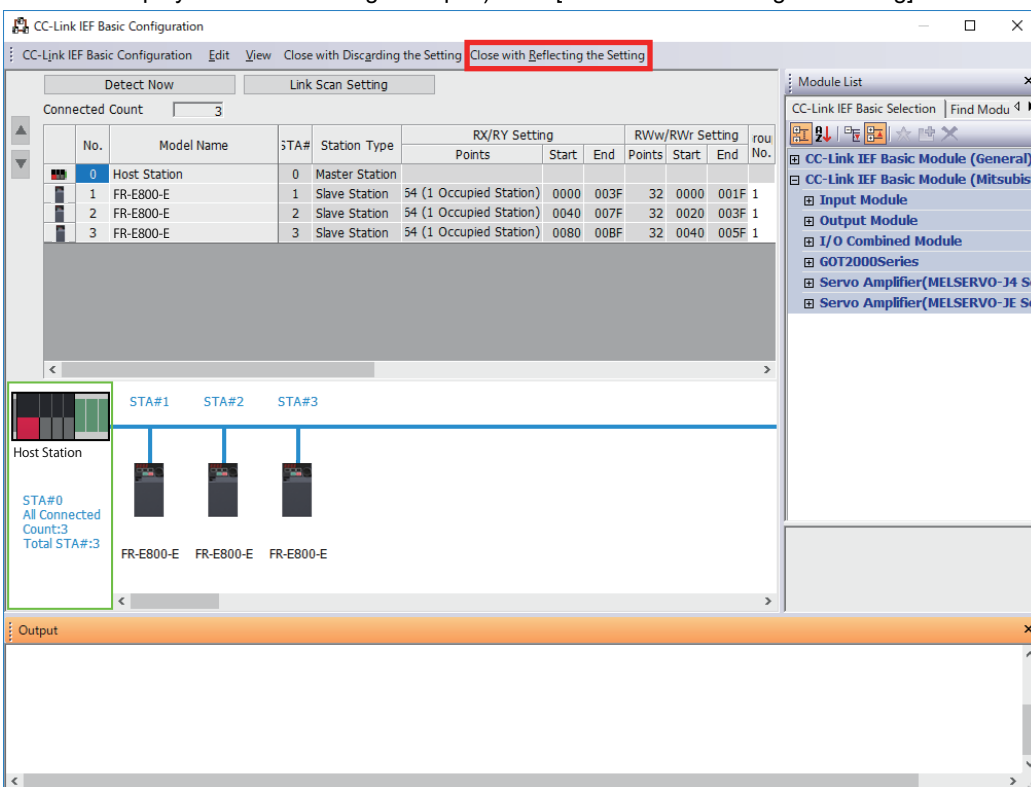 CC-Link IEF Basic Configuration
CC-Link IEF Basic Configuration Edit View Close with Discarding the Setting Close with Reflecting the Setting
Detect Now Link Scan Setting
Connected Count 3
No. Model Name STA# Station Type RX/RY Setting RWw/RWr Setting
Points Start End Points Start End No.
0 Host Station 0 Master Station
1 FR-E800-E 1 Slave Station 64 (1 Occupied Station) 0000 003F 32 0000 001F 1
2 FR-E800-E 2 Slave Station 64 (1 Occupied Station) 0040 007F 32 0020 003F 1
3 FR-E800-E 3 Slave Station 64 (1 Occupied Station) 0080 00BF 32 0040 005F 1
Module List
CC-Link IEF Basic Selection Find Modu
CC-Link IEF Basic Module (General)
CC-Link IEF Basic Module (Mitsubis
Input Module
Output Module
I/O Combined Module
GOT2000Series
Servo Amplifier(MELSERVO-J4 S
Servo Amplifier(MELSERVO-JE S
STA#1 STA#2 STA#3
Host Station
STA#0
All Connected
Count:3
Total STA#:3
FR-E800-E FR-E800-E FR-E800-E
Output